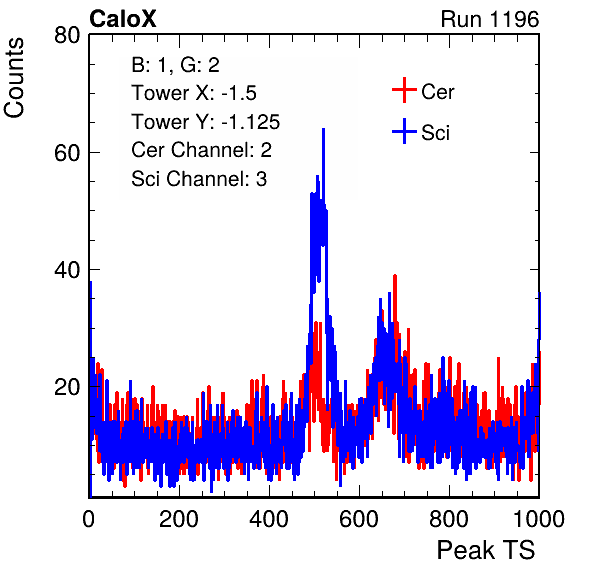 CaloX Run 1196
Counts
80
60
40
20
B: 1, G: 2
Tower X: -1.5
Tower Y: -1.125
Cer Channel: 2
Sci Channel: 3
Cer
Sci
0 200 400 600 800 1000
Peak TS